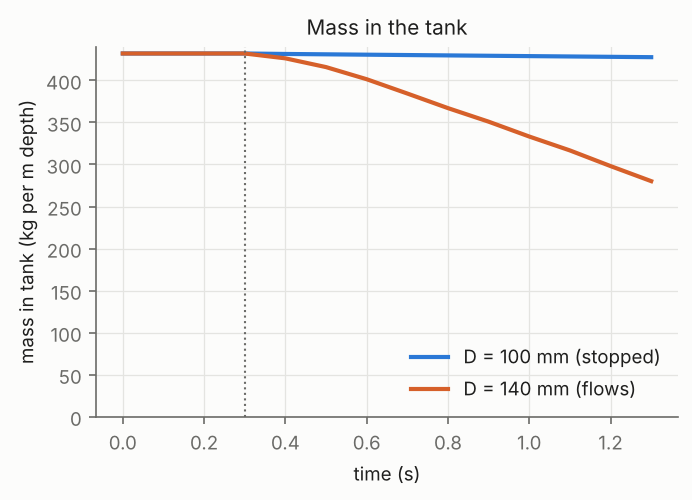 Mass in the tank
mass in tank (kg per m depth)
400
350
300
250
200
150
100
50
0
D = 100 mm (stopped)
D = 140 mm (flows)
0.0 0.2 0.4 0.6 0.8 1.0 1.2
time (s)